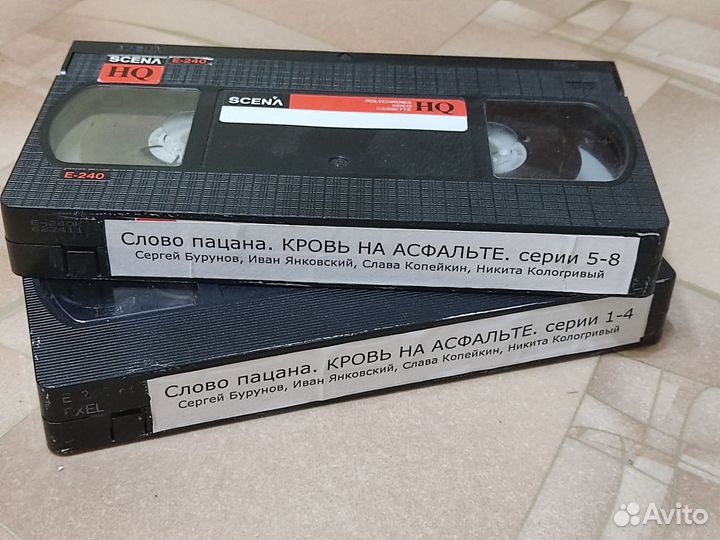 SCENA E-240
HQ
SCENA
POLYCHROMA
VIDEO
CASSETTE
HQ
E-240
622411
Слово пацана. КРОВЬ НА АСФАЛЬТЕ. серии 5-8
Сергей Бурунов, Иван Янковский, Слава Копейкин, Никита Кологривый
Слово пацана. КРОВЬ НА АСФАЛЬТЕ. серии 1-4
Сергей Бурунов, Иван Янковский, Слава Копейкин, Никита Кологривый
Avito